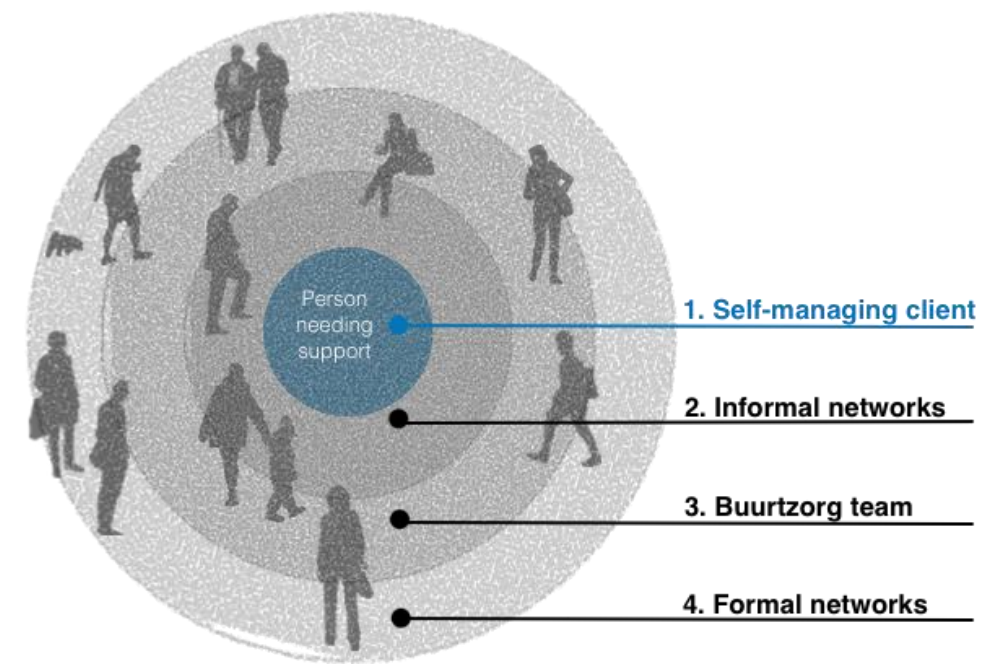 Person
needing
support
1. Self-managing client
2. Informal networks
3. Buurtzorg team
4. Formal networks